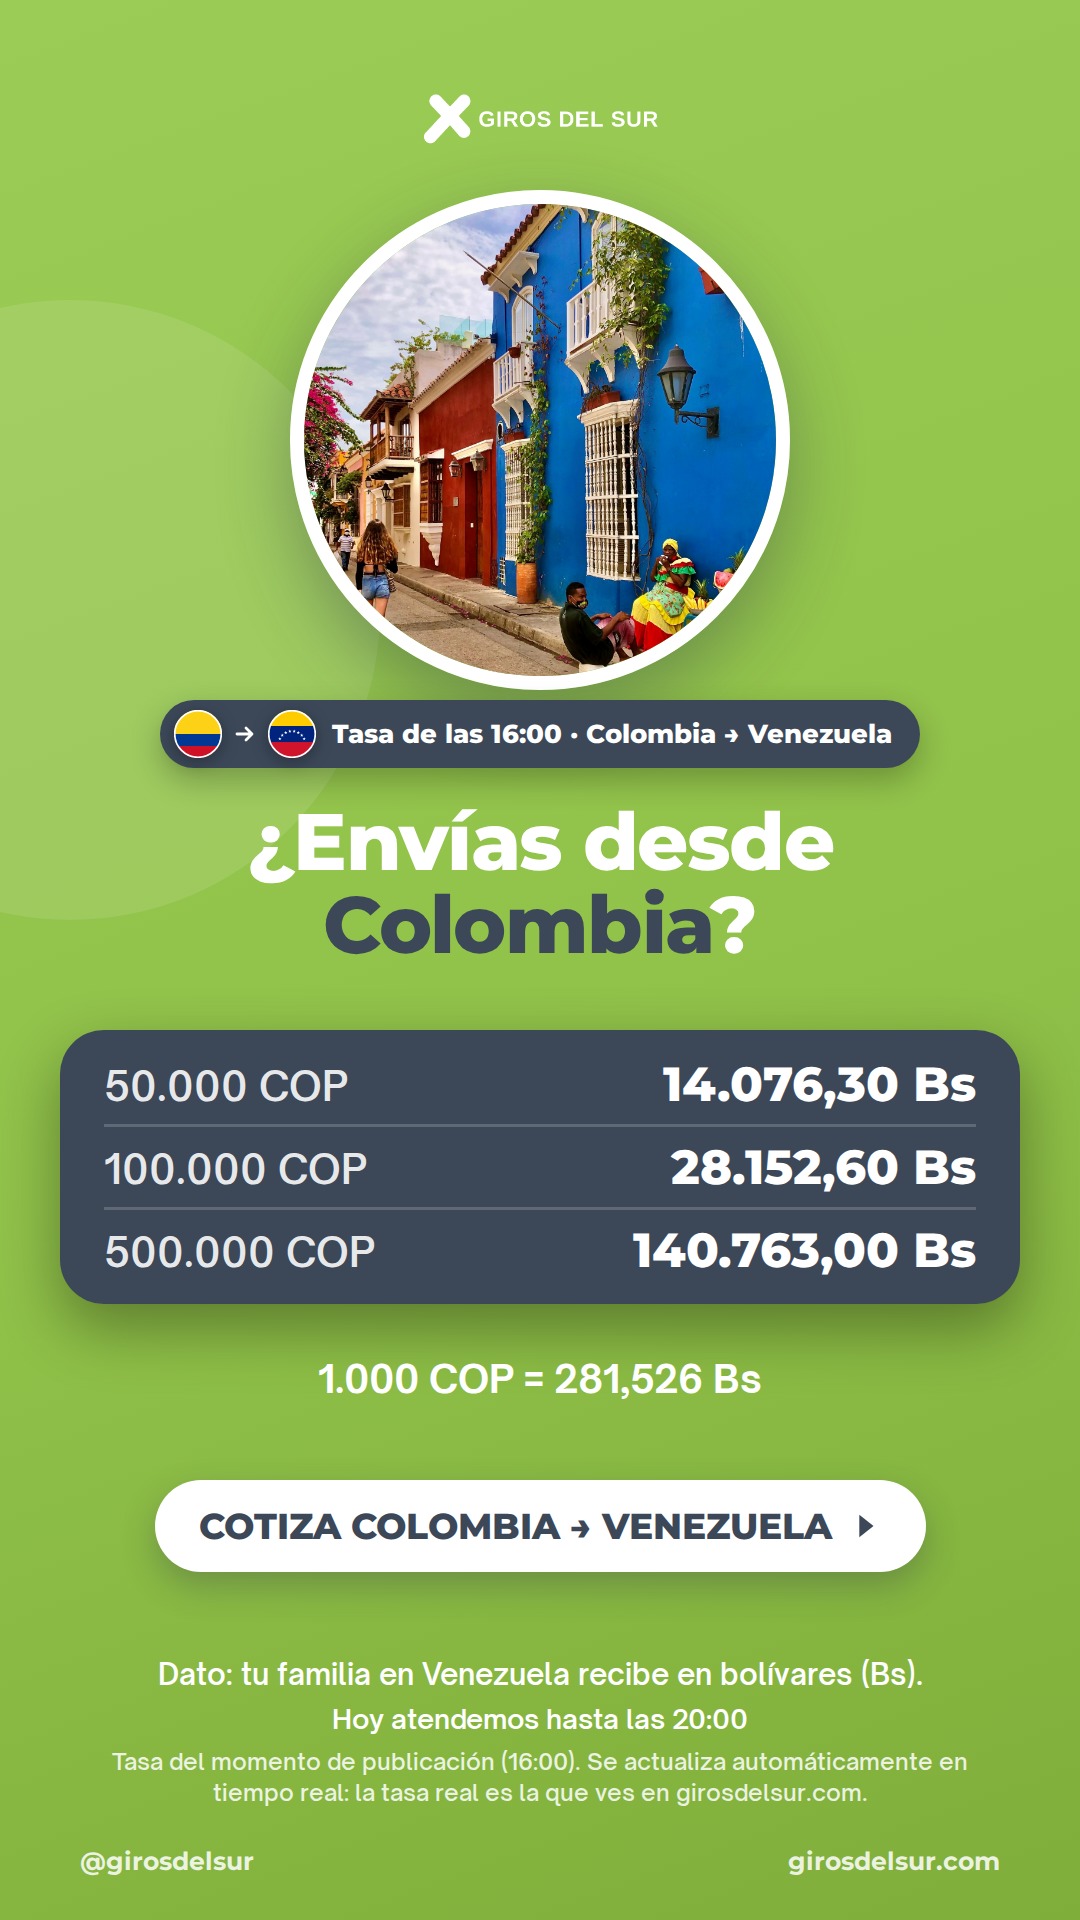 GIROS DEL SUR
Tasa de las 16:00 · Colombia → Venezuela
¿Envías desde
Colombia?
50.000 COP 14.076,30 Bs
100.000 COP 28.152,60 Bs
500.000 COP 140.763,00 Bs
1.000 COP = 281,526 Bs
COTIZA COLOMBIA → VENEZUELA
Dato: tu familia en Venezuela recibe en bolívares (Bs).
Hoy atendemos hasta las 20:00
Tasa del momento de publicación (16:00). Se actualiza automáticamente en
tiempo real: la tasa real es la que ves en girosdelsur.com.
@girosdelsur girosdelsur.com